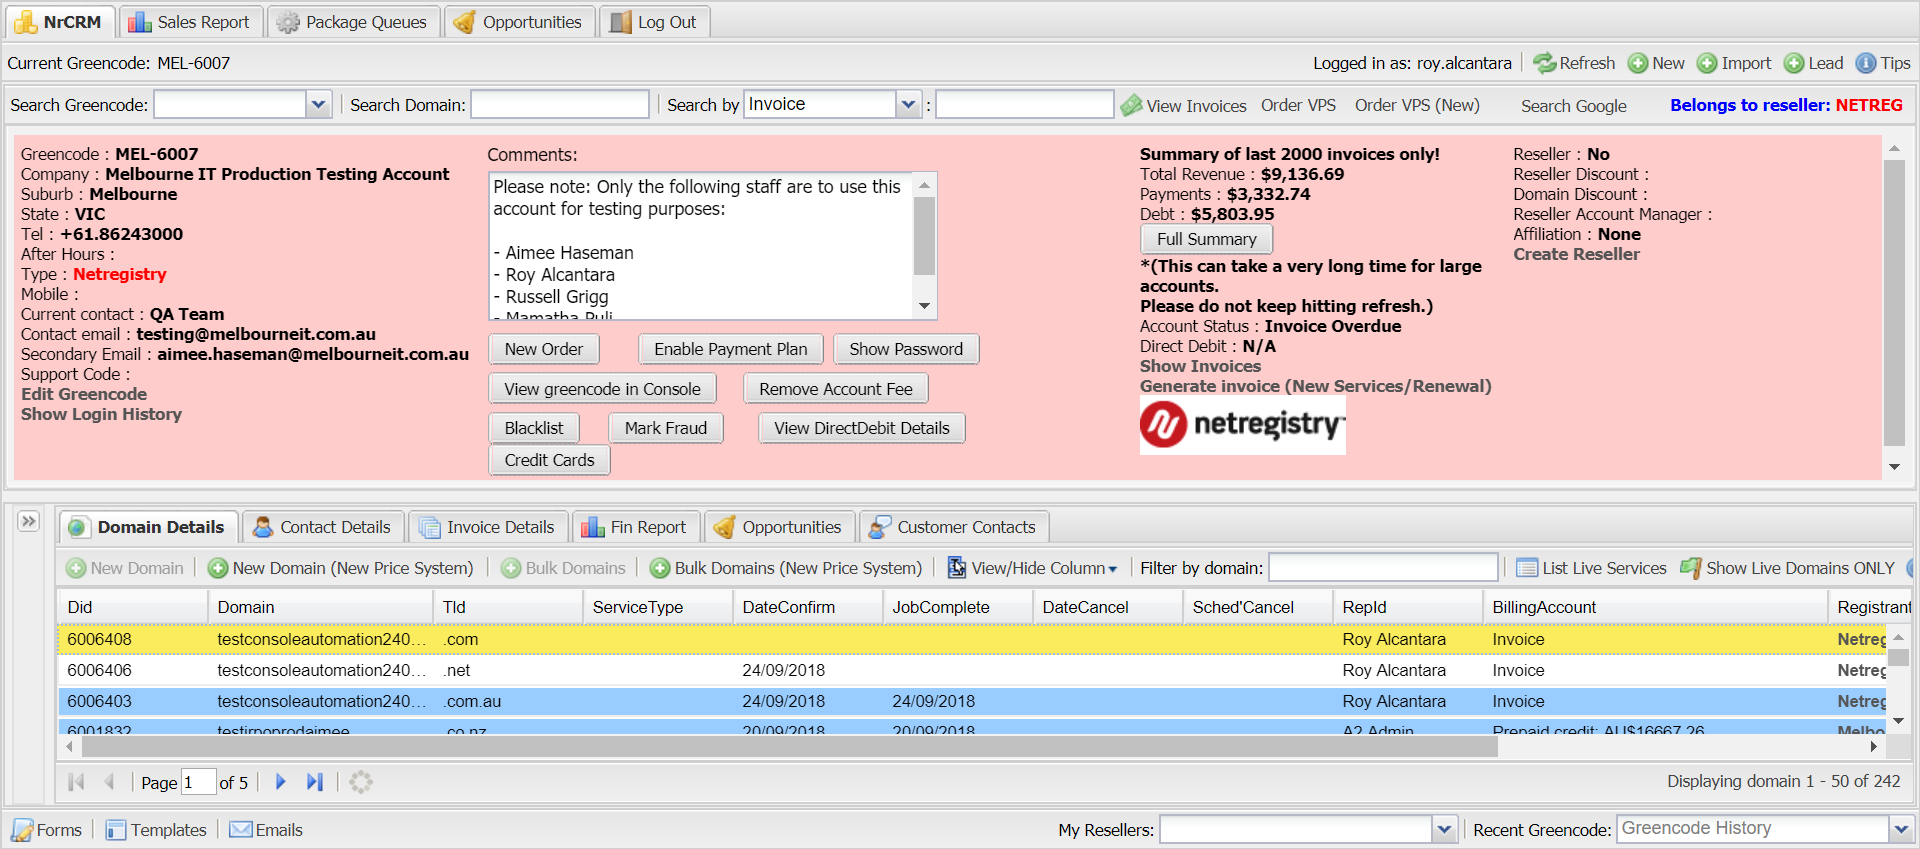 NrCRM Sales Report Package Queues Opportunities Log Out
Current Greencode: MEL-6007 Logged in as: roy.alcantara Refresh New Import Lead Tips
Search Greencode: Search Domain: Search by Invoice : View Invoices Order VPS Order VPS (New) Search Google Belongs to reseller: NETREG
Greencode : MEL-6007
Company : Melbourne IT Production Testing Account
Suburb : Melbourne
State : VIC
Tel : +61.86243000
After Hours :
Type : Netregistry
Mobile :
Current contact : QA Team
Contact email : testing@melbourneit.com.au
Secondary Email : aimee.haseman@melbourneit.com.au
Support Code :
Edit Greencode
Show Login History
Comments:
Please note: Only the following staff are to use this
account for testing purposes:
- Aimee Haseman
- Roy Alcantara
- Russell Grigg
- Mamatha Puli
New Order Enable Payment Plan Show Password
View greencode in Console Remove Account Fee
Blacklist Mark Fraud View DirectDebit Details
Credit Cards
Summary of last 2000 invoices only!
Total Revenue : $9,136.69
Payments : $3,332.74
Debt : $5,803.95
Full Summary
*(This can take a very long time for large
accounts.
Please do not keep hitting refresh.)
Account Status : Invoice Overdue
Direct Debit : N/A
Show Invoices
Generate invoice (New Services/Renewal)
netregistry
Reseller : No
Reseller Discount :
Domain Discount :
Reseller Account Manager :
Affiliation : None
Create Reseller
Domain Details Contact Details Invoice Details Fin Report Opportunities Customer Contacts
New Domain New Domain (New Price System) Bulk Domains Bulk Domains (New Price System) View/Hide Column Filter by domain: List Live Services Show Live Domains ONLY
Did Domain Tld ServiceType DateConfirm JobComplete DateCancel Sched'Cancel RepId BillingAccount Registrant
6006408 testconsoleautomation240... .com Roy Alcantara Invoice Netreg
6006406 testconsoleautomation240... .net 24/09/2018 Roy Alcantara Invoice Netreg
6006403 testconsoleautomation240... .com.au 24/09/2018 24/09/2018 Roy Alcantara Invoice Netreg
6001832 testirpoprodaimee .co.nz 20/09/2018 20/09/2018 A2 Admin Prepaid credit: AU$16667.26 Melbo
Page 1 of 5 Displaying domain 1 - 50 of 242
Forms Templates Emails My Resellers: Recent Greencode: Greencode History